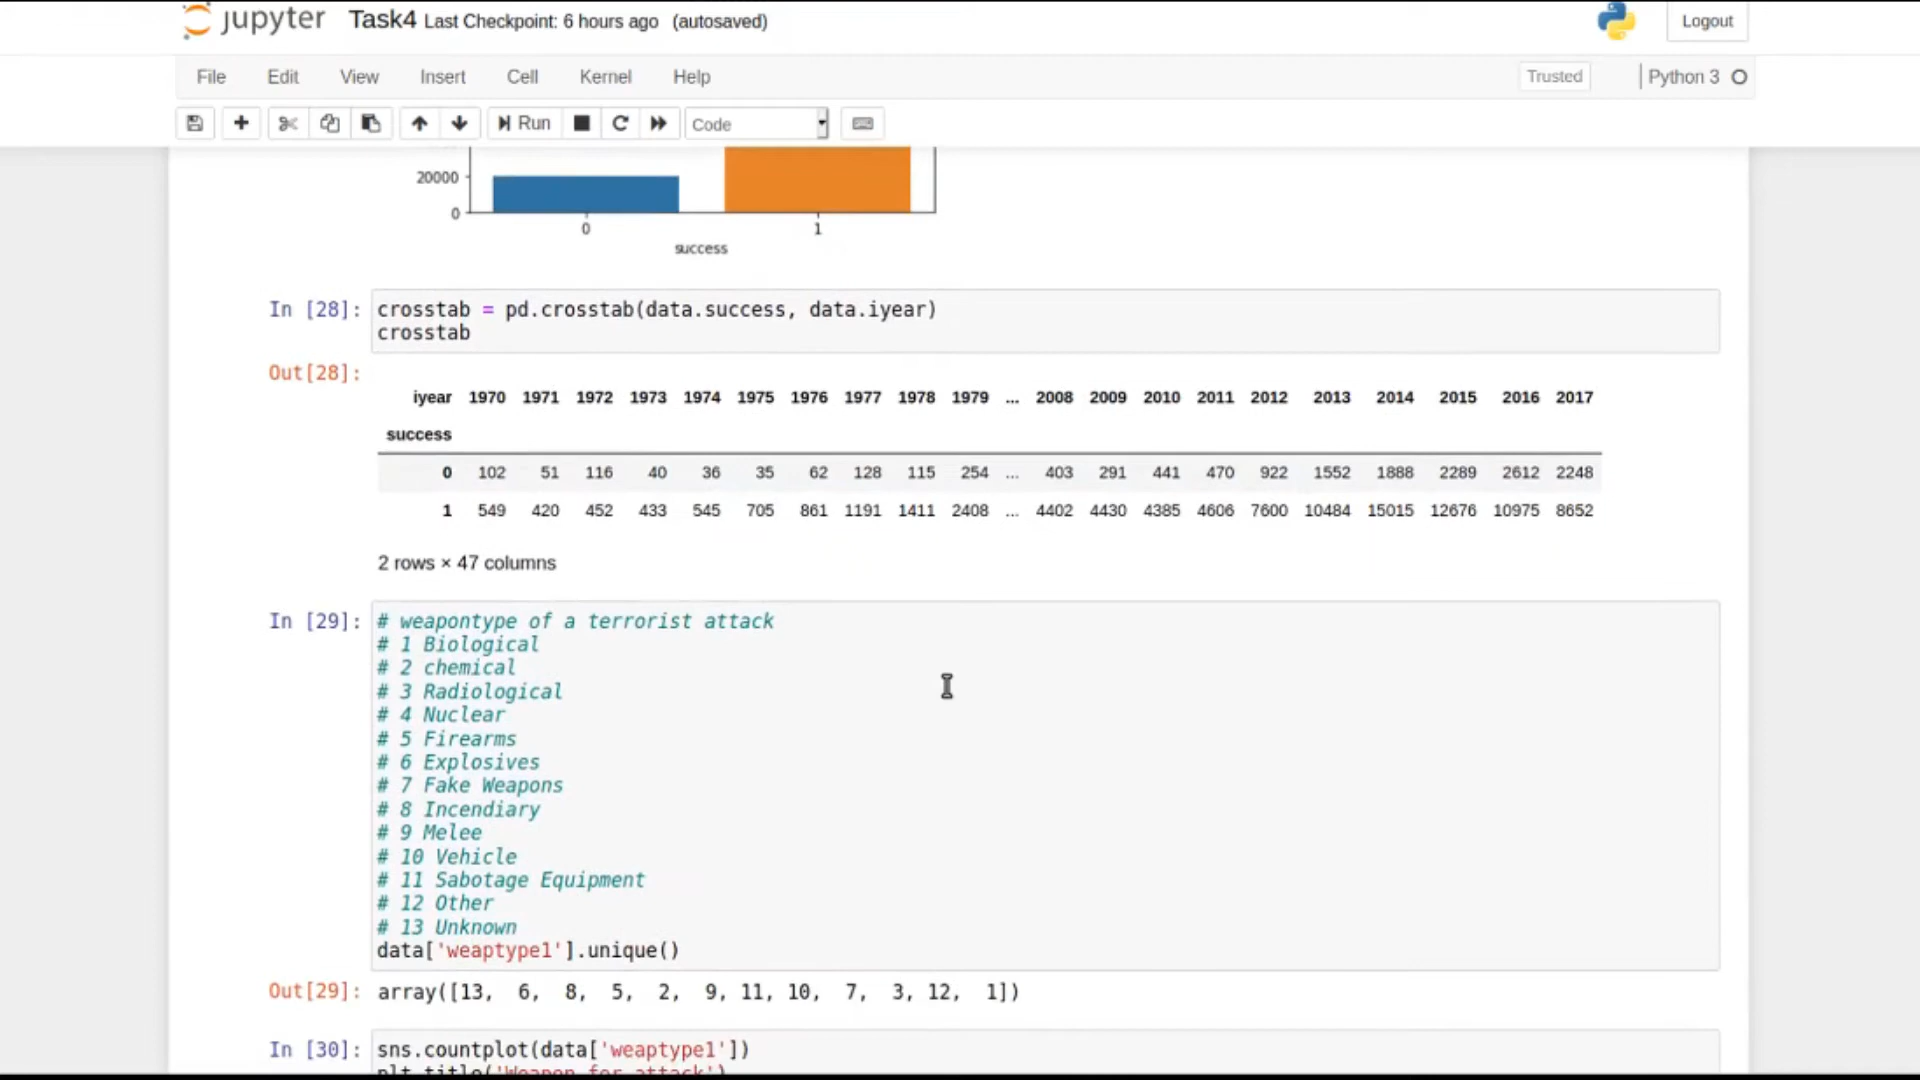 jupyter Task4 Last Checkpoint: 6 hours ago (autosaved) Logout
File Edit View Insert Cell Kernel Help Trusted Python 3
Run Code
20000
0
0 1
success
In [28]: crosstab = pd.crosstab(data.success, data.iyear)
crosstab
Out[28]:
iyear 1970 1971 1972 1973 1974 1975 1976 1977 1978 1979 ... 2008 2009 2010 2011 2012 2013 2014 2015 2016 2017
success
0 102 51 116 40 36 35 62 128 115 254 ... 403 291 441 470 922 1552 1888 2289 2612 2248
1 549 420 452 433 545 705 861 1191 1411 2408 ... 4402 4430 4385 4606 7600 10484 15015 12676 10975 8652
2 rows × 47 columns
In [29]: # weapontype of a terrorist attack
# 1 Biological
# 2 chemical
# 3 Radiological
# 4 Nuclear
# 5 Firearms
# 6 Explosives
# 7 Fake Weapons
# 8 Incendiary
# 9 Melee
# 10 Vehicle
# 11 Sabotage Equipment
# 12 Other
# 13 Unknown
data['weaptype1'].unique()
Out[29]: array([13, 6, 8, 5, 2, 9, 11, 10, 7, 3, 12, 1])
In [30]: sns.countplot(data['weaptype1'])
plt.title('Weapon for attack')